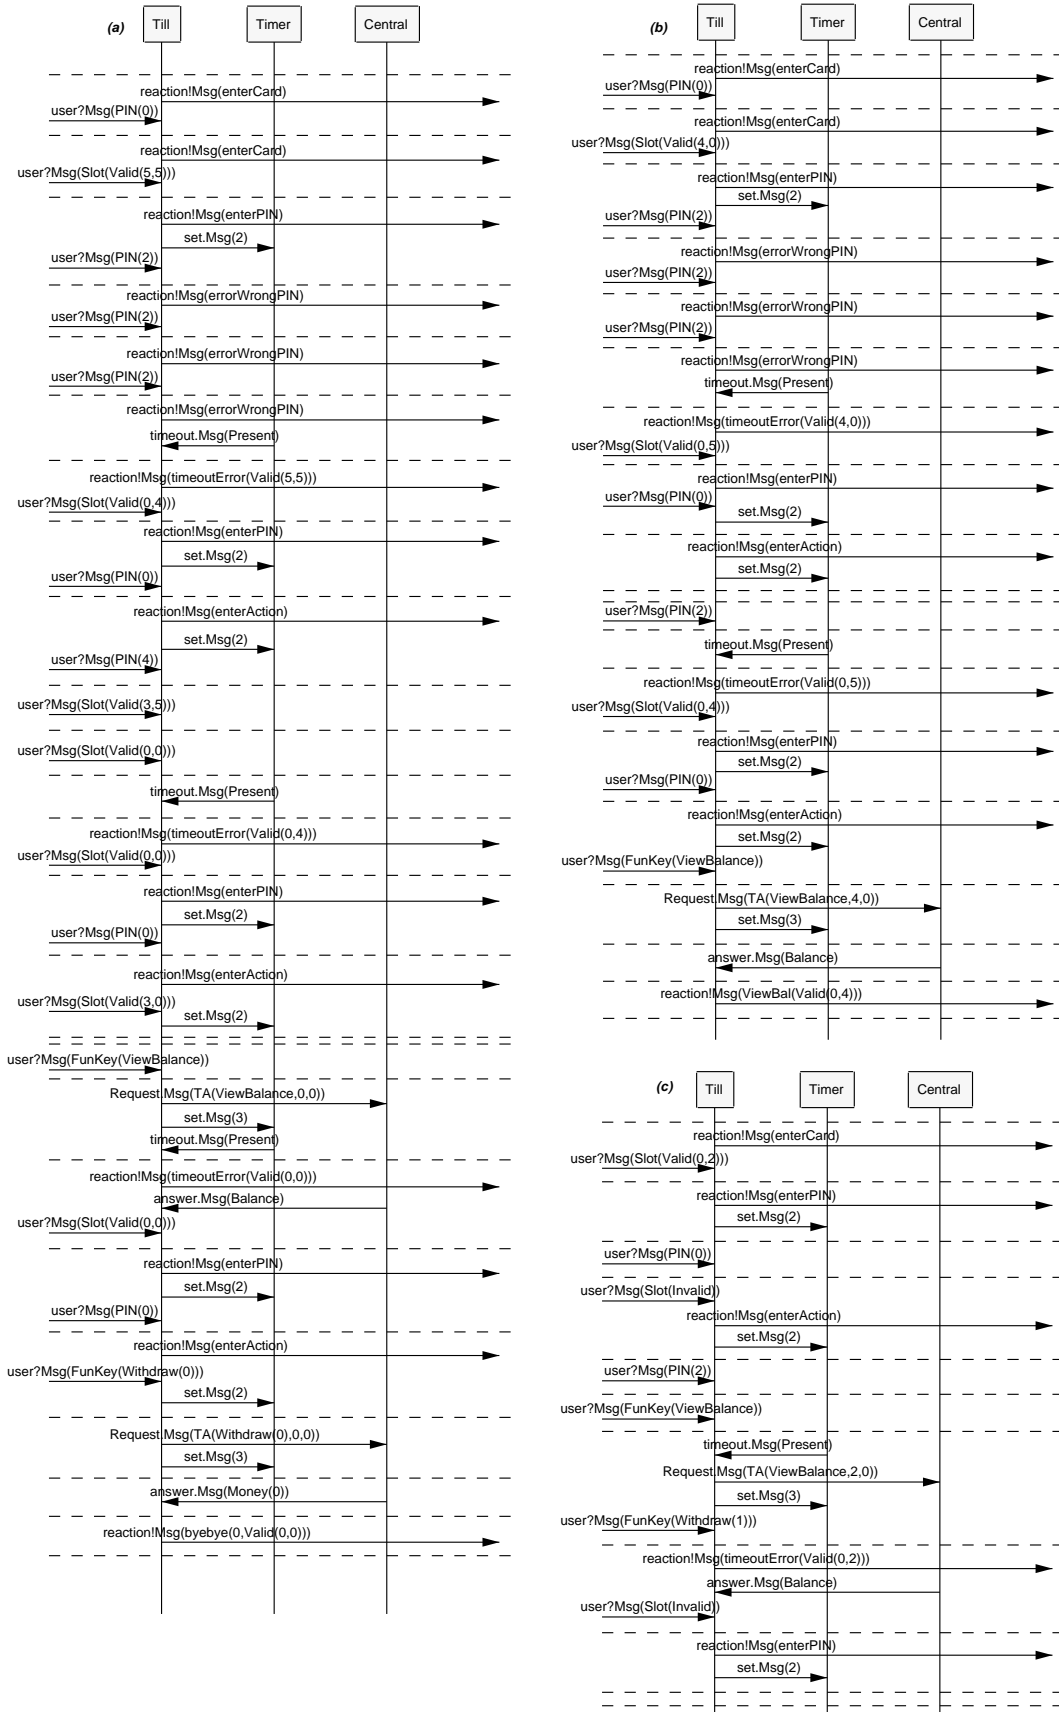 (a)
Till
Timer
Central
reaction!Msg(enterCard)
user?Msg(PIN(0))
reaction!Msg(enterCard)
user?Msg(Slot(Valid(5,5)))
reaction!Msg(enterPIN)
set.Msg(2)
user?Msg(PIN(2))
reaction!Msg(errorWrongPIN)
user?Msg(PIN(2))
reaction!Msg(errorWrongPIN)
user?Msg(PIN(2))
reaction!Msg(errorWrongPIN)
timeout.Msg(Present)
reaction!Msg(timeoutError(Valid(5,5)))
user?Msg(Slot(Valid(0,4)))
reaction!Msg(enterPIN)
set.Msg(2)
user?Msg(PIN(0))
reaction!Msg(enterAction)
set.Msg(2)
user?Msg(PIN(4))
user?Msg(Slot(Valid(3,5)))
user?Msg(Slot(Valid(0,0)))
timeout.Msg(Present)
reaction!Msg(timeoutError(Valid(0,4)))
user?Msg(Slot(Valid(0,0)))
reaction!Msg(enterPIN)
set.Msg(2)
user?Msg(PIN(0))
reaction!Msg(enterAction)
user?Msg(Slot(Valid(3,0)))
set.Msg(2)
user?Msg(FunKey(ViewBalance))
Request.Msg(TA(ViewBalance,0,0))
set.Msg(3)
timeout.Msg(Present)
reaction!Msg(timeoutError(Valid(0,0)))
answer.Msg(Balance)
user?Msg(Slot(Valid(0,0)))
reaction!Msg(enterPIN)
set.Msg(2)
user?Msg(PIN(0))
reaction!Msg(enterAction)
user?Msg(FunKey(Withdraw(0)))
set.Msg(2)
Request.Msg(TA(Withdraw(0),0,0))
set.Msg(3)
answer.Msg(Money(0))
reaction!Msg(byebye(0,Valid(0,0)))
(b)
Till
Timer
Central
reaction!Msg(enterCard)
user?Msg(PIN(0))
reaction!Msg(enterCard)
user?Msg(Slot(Valid(4,0)))
reaction!Msg(enterPIN)
set.Msg(2)
user?Msg(PIN(2))
reaction!Msg(errorWrongPIN)
user?Msg(PIN(2))
reaction!Msg(errorWrongPIN)
user?Msg(PIN(2))
reaction!Msg(errorWrongPIN)
timeout.Msg(Present)
reaction!Msg(timeoutError(Valid(4,0)))
user?Msg(Slot(Valid(0,5)))
reaction!Msg(enterPIN)
user?Msg(PIN(0))
set.Msg(2)
reaction!Msg(enterAction)
set.Msg(2)
user?Msg(PIN(2))
timeout.Msg(Present)
reaction!Msg(timeoutError(Valid(0,5)))
user?Msg(Slot(Valid(0,4)))
reaction!Msg(enterPIN)
set.Msg(2)
user?Msg(PIN(0))
reaction!Msg(enterAction)
set.Msg(2)
user?Msg(FunKey(ViewBalance))
Request.Msg(TA(ViewBalance,4,0))
set.Msg(3)
answer.Msg(Balance)
reaction!Msg(ViewBal(Valid(0,4)))
(c)
Till
Timer
Central
reaction!Msg(enterCard)
user?Msg(Slot(Valid(0,2)))
reaction!Msg(enterPIN)
set.Msg(2)
user?Msg(PIN(0))
user?Msg(Slot(Invalid))
reaction!Msg(enterAction)
set.Msg(2)
user?Msg(PIN(2))
user?Msg(FunKey(ViewBalance))
timeout.Msg(Present)
Request.Msg(TA(ViewBalance,2,0))
set.Msg(3)
user?Msg(FunKey(Withdraw(1)))
reaction!Msg(timeoutError(Valid(0,2)))
answer.Msg(Balance)
user?Msg(Slot(Invalid))
reaction!Msg(enterPIN)
set.Msg(2)